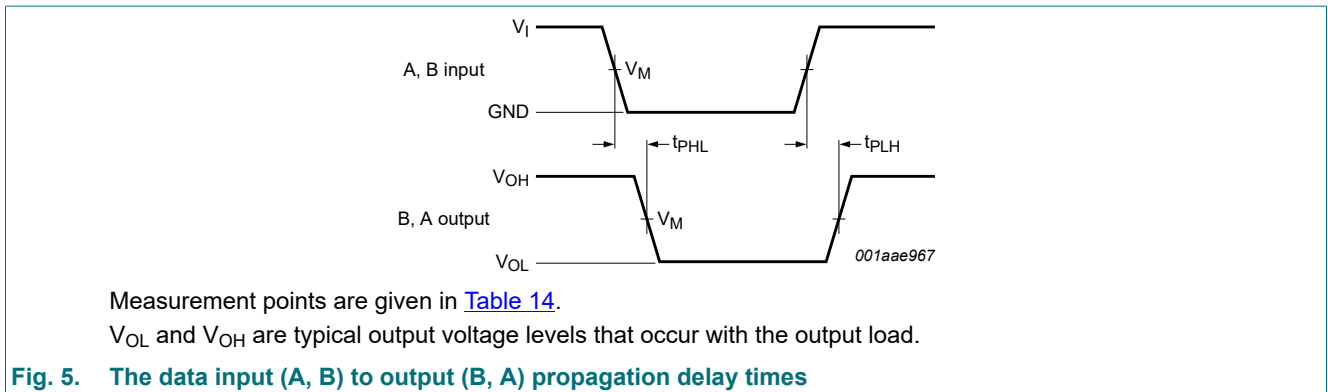 V_I
A, B input
V_M
GND
t_PHL
t_PLH
V_OH
B, A output
V_M
V_OL
001aae967
Measurement points are given in Table 14.
V_OL and V_OH are typical output voltage levels that occur with the output load.
Fig. 5. The data input (A, B) to output (B, A) propagation delay times